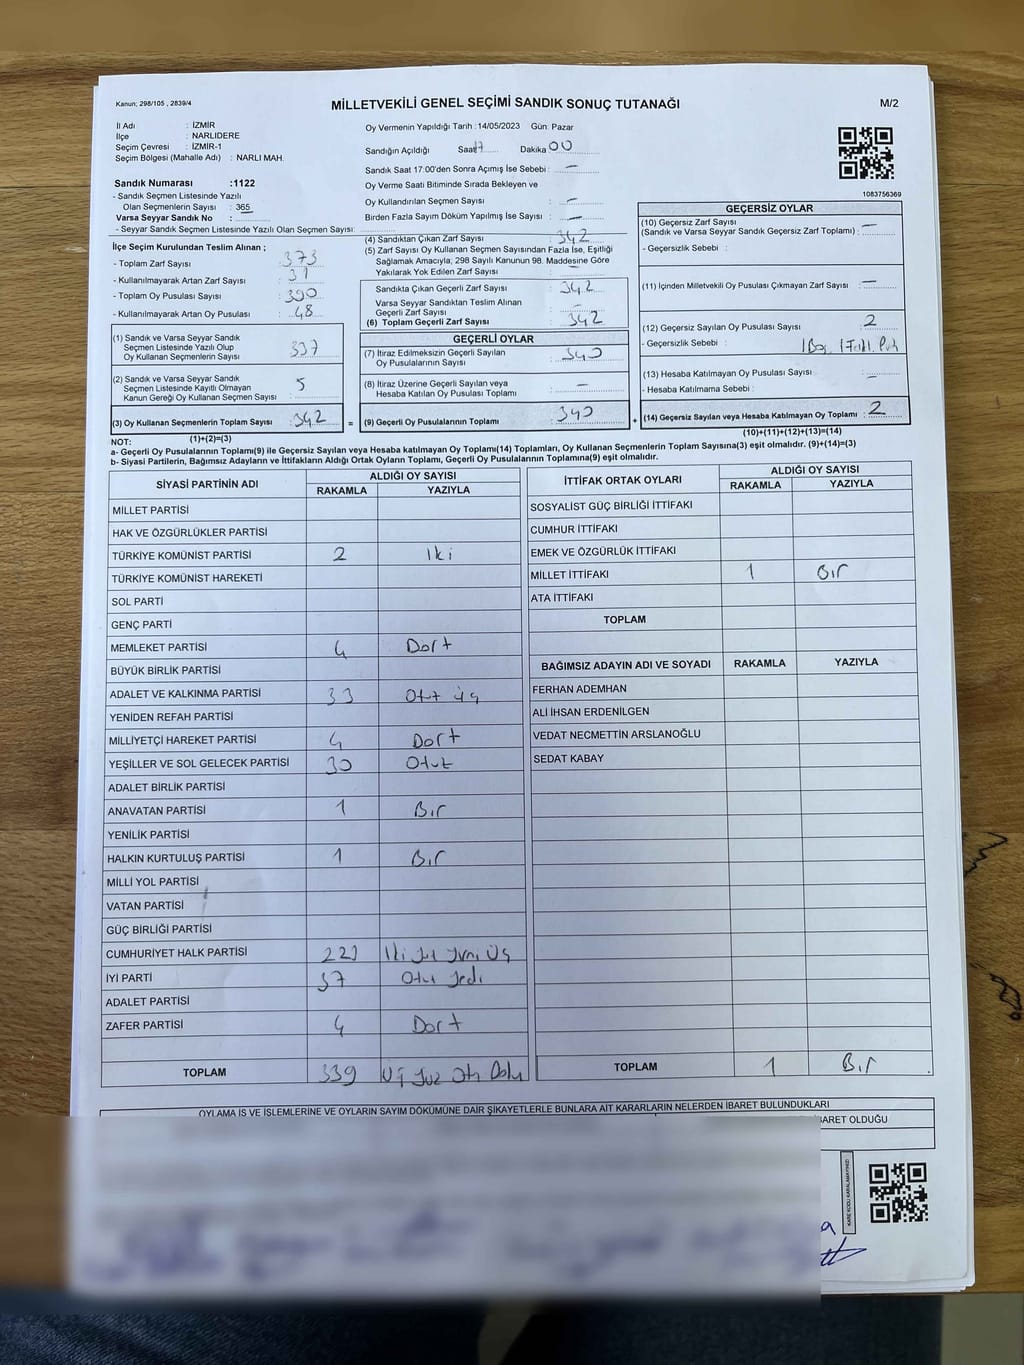 Kanun; 298/105 , 2839/4
MİLLETVEKİLİ GENEL SEÇİMİ SANDIK SONUÇ TUTANAĞI
M/2
İl Adı : İZMİR
İlçe : NARLIDERE
Seçim Çevresi : İZMİR-1
Seçim Bölgesi (Mahalle Adı) : NARLI MAH.
Sandık Numarası :1122
- Sandık Seçmen Listesinde Yazılı
Olan Seçmenlerin Sayısı : 365
Varsa Seyyar Sandık No :
- Seyyar Sandık Seçmen Listesinde Yazılı Olan Seçmen Sayısı:
Oy Vermenin Yapıldığı Tarih :14/05/2023 Gün: Pazar
Sandığın Açıldığı Saat 17 Dakika 00
Sandık Saat 17:00'den Sonra Açımış İse Sebebi : —
Oy Verme Saati Bitiminde Sırada Bekleyen ve
Oy Kullandırılan Seçmen Sayısı : —
Birden Fazla Sayım Döküm Yapılmış İse Sayısı : —
1083756369
İlçe Seçim Kurulundan Teslim Alınan ;
- Toplam Zarf Sayısı : 373
- Kullanılmayarak Artan Zarf Sayısı : 31
- Toplam Oy Pusulası Sayısı : 390
- Kullanılmayarak Artan Oy Pusulası : 48
(1) Sandık ve Varsa Seyyar Sandık
Seçmen Listesinde Yazılı Olup
Oy Kullanan Seçmenlerin Sayısı : 337
(2) Sandık ve Varsa Seyyar Sandık
Seçmen Listesinde Kayıtlı Olmayan
Kanun Gereği Oy Kullanan Seçmen Sayısı : 5
(3) Oy Kullanan Seçmenlerin Toplam Sayısı : 342
(4) Sandıktan Çıkan Zarf Sayısı : 342
(5) Zarf Sayısı Oy Kullanan Seçmen Sayısından Fazla İse, Eşitliği
Sağlamak Amacıyla; 298 Sayılı Kanunun 98. Maddesine Göre
Yakılarak Yok Edilen Zarf Sayısı : —
Sandıkta Çıkan Geçerli Zarf Sayısı : 342
Varsa Seyyar Sandıktan Teslim Alınan
Geçerli Zarf Sayısı : —
(6) Toplam Geçerli Zarf Sayısı : 342
GEÇERLİ OYLAR
(7) İtiraz Edilmeksizin Geçerli Sayılan
Oy Pusulalarının Sayısı : 340
(8) İtiraz Üzerine Geçerli Sayılan veya
Hesaba Katılan Oy Pusulası Toplamı : —
= (9) Geçerli Oy Pusulalarının Toplamı : 340
GEÇERSİZ OYLAR
(10) Geçersiz Zarf Sayısı
(Sandık ve Varsa Seyyar Sandık Geçersiz Zarf Toplamı) : —
- Geçersizlik Sebebi :
(11) İçinden Milletvekili Oy Pusulası Çıkmayan Zarf Sayısı : —
(12) Geçersiz Sayılan Oy Pusulası Sayısı : 2
- Geçersizlik Sebebi : 1 Boş, 1 Fazla
(13) Hesaba Katılmayan Oy Pusulası Sayısı : —
- Hesaba Katılmama Sebebi :
+ (14) Geçersiz Sayılan veya Hesaba Katılmayan Oy Toplamı : 2
(10)+(11)+(12)+(13)=(14)
NOT: (1)+(2)=(3)
a- Geçerli Oy Pusulalarının Toplamı(9) ile Geçersiz Sayılan veya Hesaba katılmayan Oy Toplamı(14) Toplamları, Oy Kullanan Seçmenlerin Toplam Sayısına(3) eşit olmalıdır. (9)+(14)=(3)
b- Siyasi Partilerin, Bağımsız Adayların ve İttifakların Aldığı Ortak Oyların Toplamı, Geçerli Oy Pusulalarının Toplamına(9) eşit olmalıdır.
SİYASİ PARTİNİN ADI ALDIĞI OY SAYISI
RAKAMLA YAZIYLA
MİLLET PARTİSİ
HAK VE ÖZGÜRLÜKLER PARTİSİ
TÜRKİYE KOMÜNİST PARTİSİ 2 İki
TÜRKİYE KOMÜNİST HAREKETİ
SOL PARTİ
GENÇ PARTİ
MEMLEKET PARTİSİ 4 Dört
BÜYÜK BİRLİK PARTİSİ
ADALET VE KALKINMA PARTİSİ 33 Otuz üç
YENİDEN REFAH PARTİSİ
MİLLİYETÇİ HAREKET PARTİSİ 4 Dört
YEŞİLLER VE SOL GELECEK PARTİSİ 30 Otuz
ADALET BİRLİK PARTİSİ
ANAVATAN PARTİSİ 1 Bir
YENİLİK PARTİSİ
HALKIN KURTULUŞ PARTİSİ 1 Bir
MİLLİ YOL PARTİSİ
VATAN PARTİSİ
GÜÇ BİRLİĞİ PARTİSİ
CUMHURİYET HALK PARTİSİ 223 İki yüz yirmi üç
İYİ PARTİ 37 Otuz yedi
ADALET PARTİSİ
ZAFER PARTİSİ 4 Dört
TOPLAM 339 Üç yüz otuz dokuz
İTTİFAK ORTAK OYLARI ALDIĞI OY SAYISI
RAKAMLA YAZIYLA
SOSYALİST GÜÇ BİRLİĞİ İTTİFAKI
CUMHUR İTTİFAKI
EMEK VE ÖZGÜRLÜK İTTİFAKI
MİLLET İTTİFAKI 1 Bir
ATA İTTİFAKI
TOPLAM
BAĞIMSIZ ADAYIN ADI VE SOYADI RAKAMLA YAZIYLA
FERHAN ADEMHAN
ALİ İHSAN ERDENİLGEN
VEDAT NECMETTİN ARSLANOĞLU
SEDAT KABAY
TOPLAM 1 Bir
OYLAMA İŞ VE İŞLEMLERİNE VE OYLARIN SAYIM DÖKÜMÜNE DAİR ŞİKAYETLERLE BUNLARA AİT KARARLARIN NELERDEN İBARET BULUNDUKLARI
BARET OLDUĞU
KARE KODU KARALAMAYINIZ!